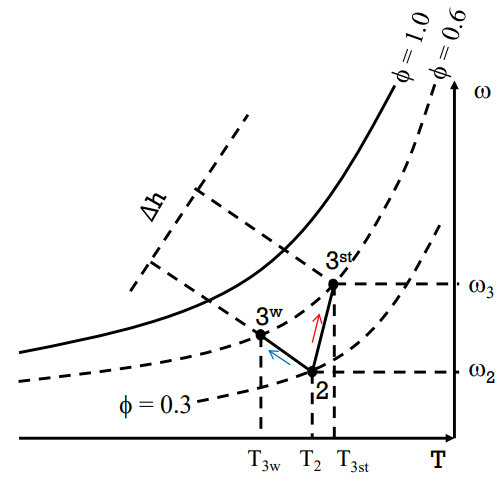 ϕ = 1.0
ϕ = 0.6
ω
Δh
3ˢᵗ
ω₃
3ʷ
ω₂
2
ϕ = 0.3
T₃w T₂ T₃st T